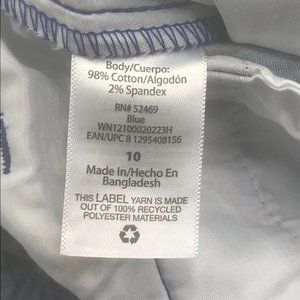 Body/Cuerpo:
98% Cotton/Algodón
2% Spandex
RN# 52469
Blue
WN12100020223H
EAN/UPC 8 1295408156
10
Made In/Hecho En
Bangladesh
THIS LABEL YARN IS MADE
OUT OF 100% RECYCLED
POLYESTER MATERIALS